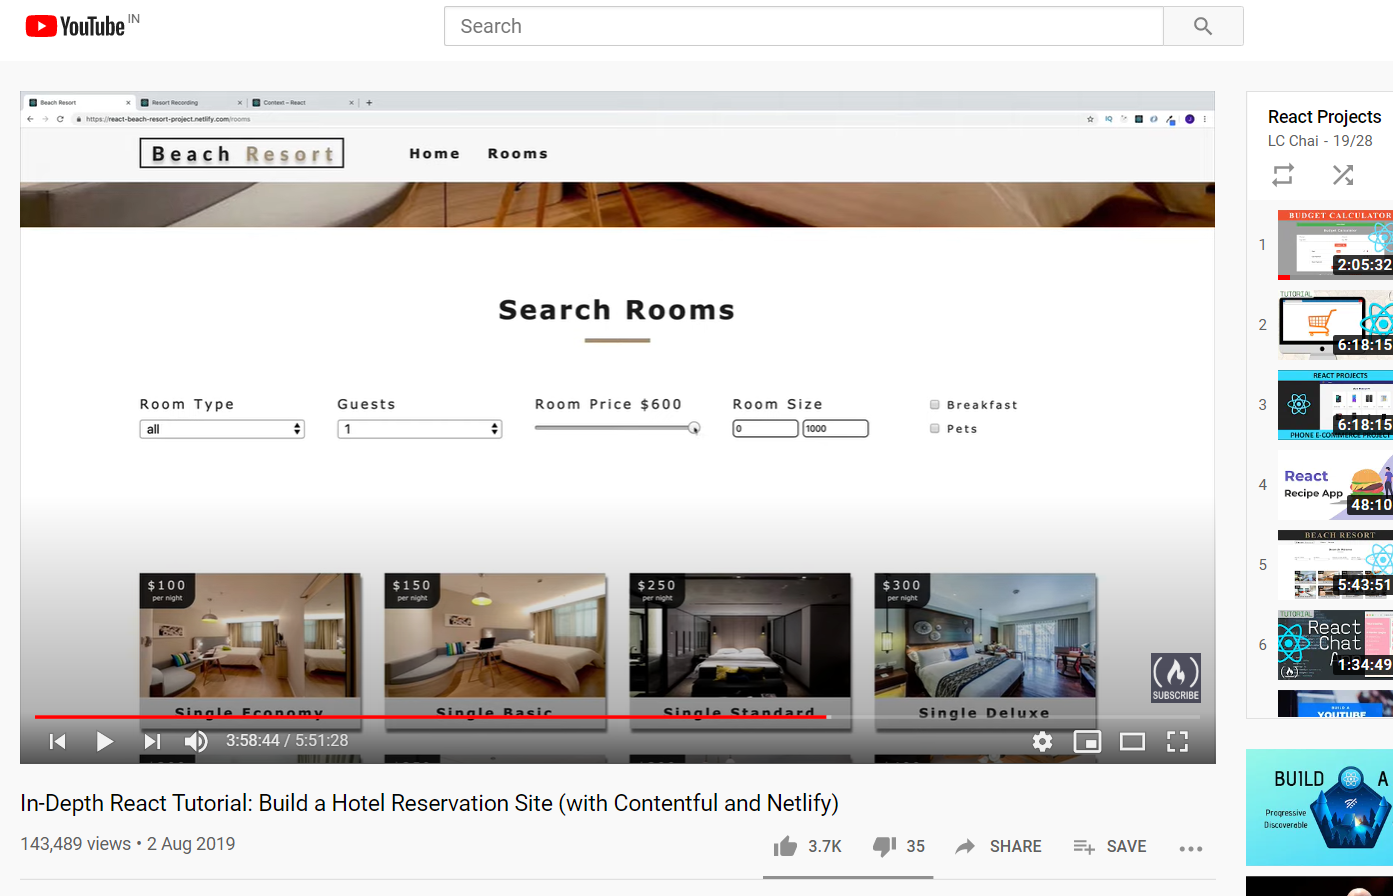 YouTube IN
Search
Beach Resort
Resort Recording
Context – React
https://react-beach-resort-project.netlify.com/rooms
Beach Resort
Home
Rooms
Search Rooms
Room Type
Guests
Room Price $600
Room Size
Breakfast
all
1
0
1000
Pets
$100
per night
$150
per night
$250
per night
$300
per night
Single Economy
Single Basic
Single Standard
Single Deluxe
SUBSCRIBE
3:58:44 / 5:51:28
In-Depth React Tutorial: Build a Hotel Reservation Site (with Contentful and Netlify)
143,489 views • 2 Aug 2019
3.7K
35
SHARE
SAVE
React Projects
LC Chai - 19/28
1
BUDGET CALCULATOR
2:05:32
2
TUTORIAL
6:18:15
3
REACT PROJECTS
6:18:15
PHONE E-COMMERCE PROJECT
4
React
Recipe App
48:10
5
BEACH RESORT
5:43:51
6
TUTORIAL
React
Chat
1:34:49
BUILD A
YOUTUBE
BUILD A
Progressive
Discoverable